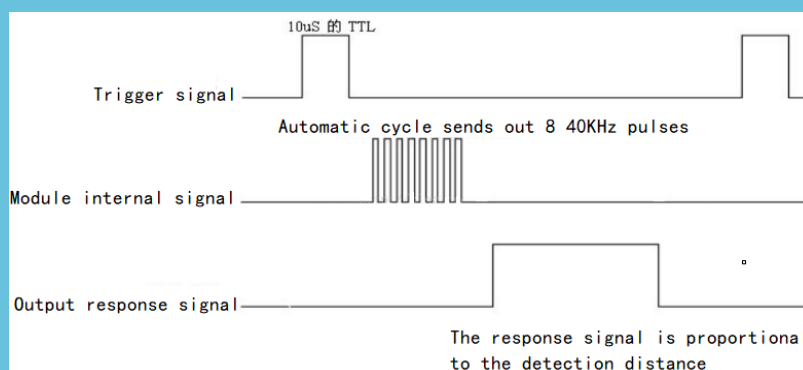 10uS 的 TTL
Trigger signal
Automatic cycle sends out 8 40KHz pulses
Module internal signal
Output response signal
The response signal is proportiona
to the detection distance